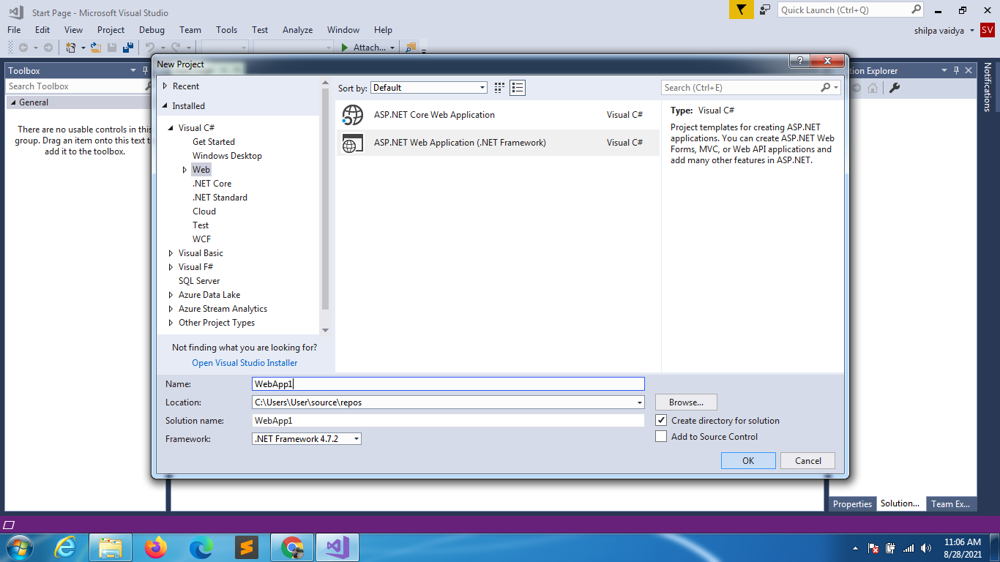 Start Page - Microsoft Visual Studio
Quick Launch (Ctrl+Q)
File Edit View Project Debug Team Tools Test Analyze Window Help
shilpa vaidya SV
Attach...
Toolbox
Search Toolbox
General
There are no usable controls in this
group. Drag an item onto this text t
add it to the toolbox.
New Project
?
Recent
Installed
Visual C#
Get Started
Windows Desktop
Web
.NET Core
.NET Standard
Cloud
Test
WCF
Visual Basic
Visual F#
SQL Server
Azure Data Lake
Azure Stream Analytics
Other Project Types
Not finding what you are looking for?
Open Visual Studio Installer
Sort by: Default
ASP.NET Core Web Application Visual C#
ASP.NET Web Application (.NET Framework) Visual C#
Search (Ctrl+E)
Type: Visual C#
Project templates for creating ASP.NET
applications. You can create ASP.NET Web
Forms, MVC, or Web API applications and
add many other features in ASP.NET.
Name: WebApp1
Location: C:\Users\User\source\repos
Browse...
Solution name: WebApp1
Create directory for solution
Framework: .NET Framework 4.7.2
Add to Source Control
OK Cancel
tion Explorer
Notifications
Properties Solution... Team Ex...
11:06 AM
8/28/2021